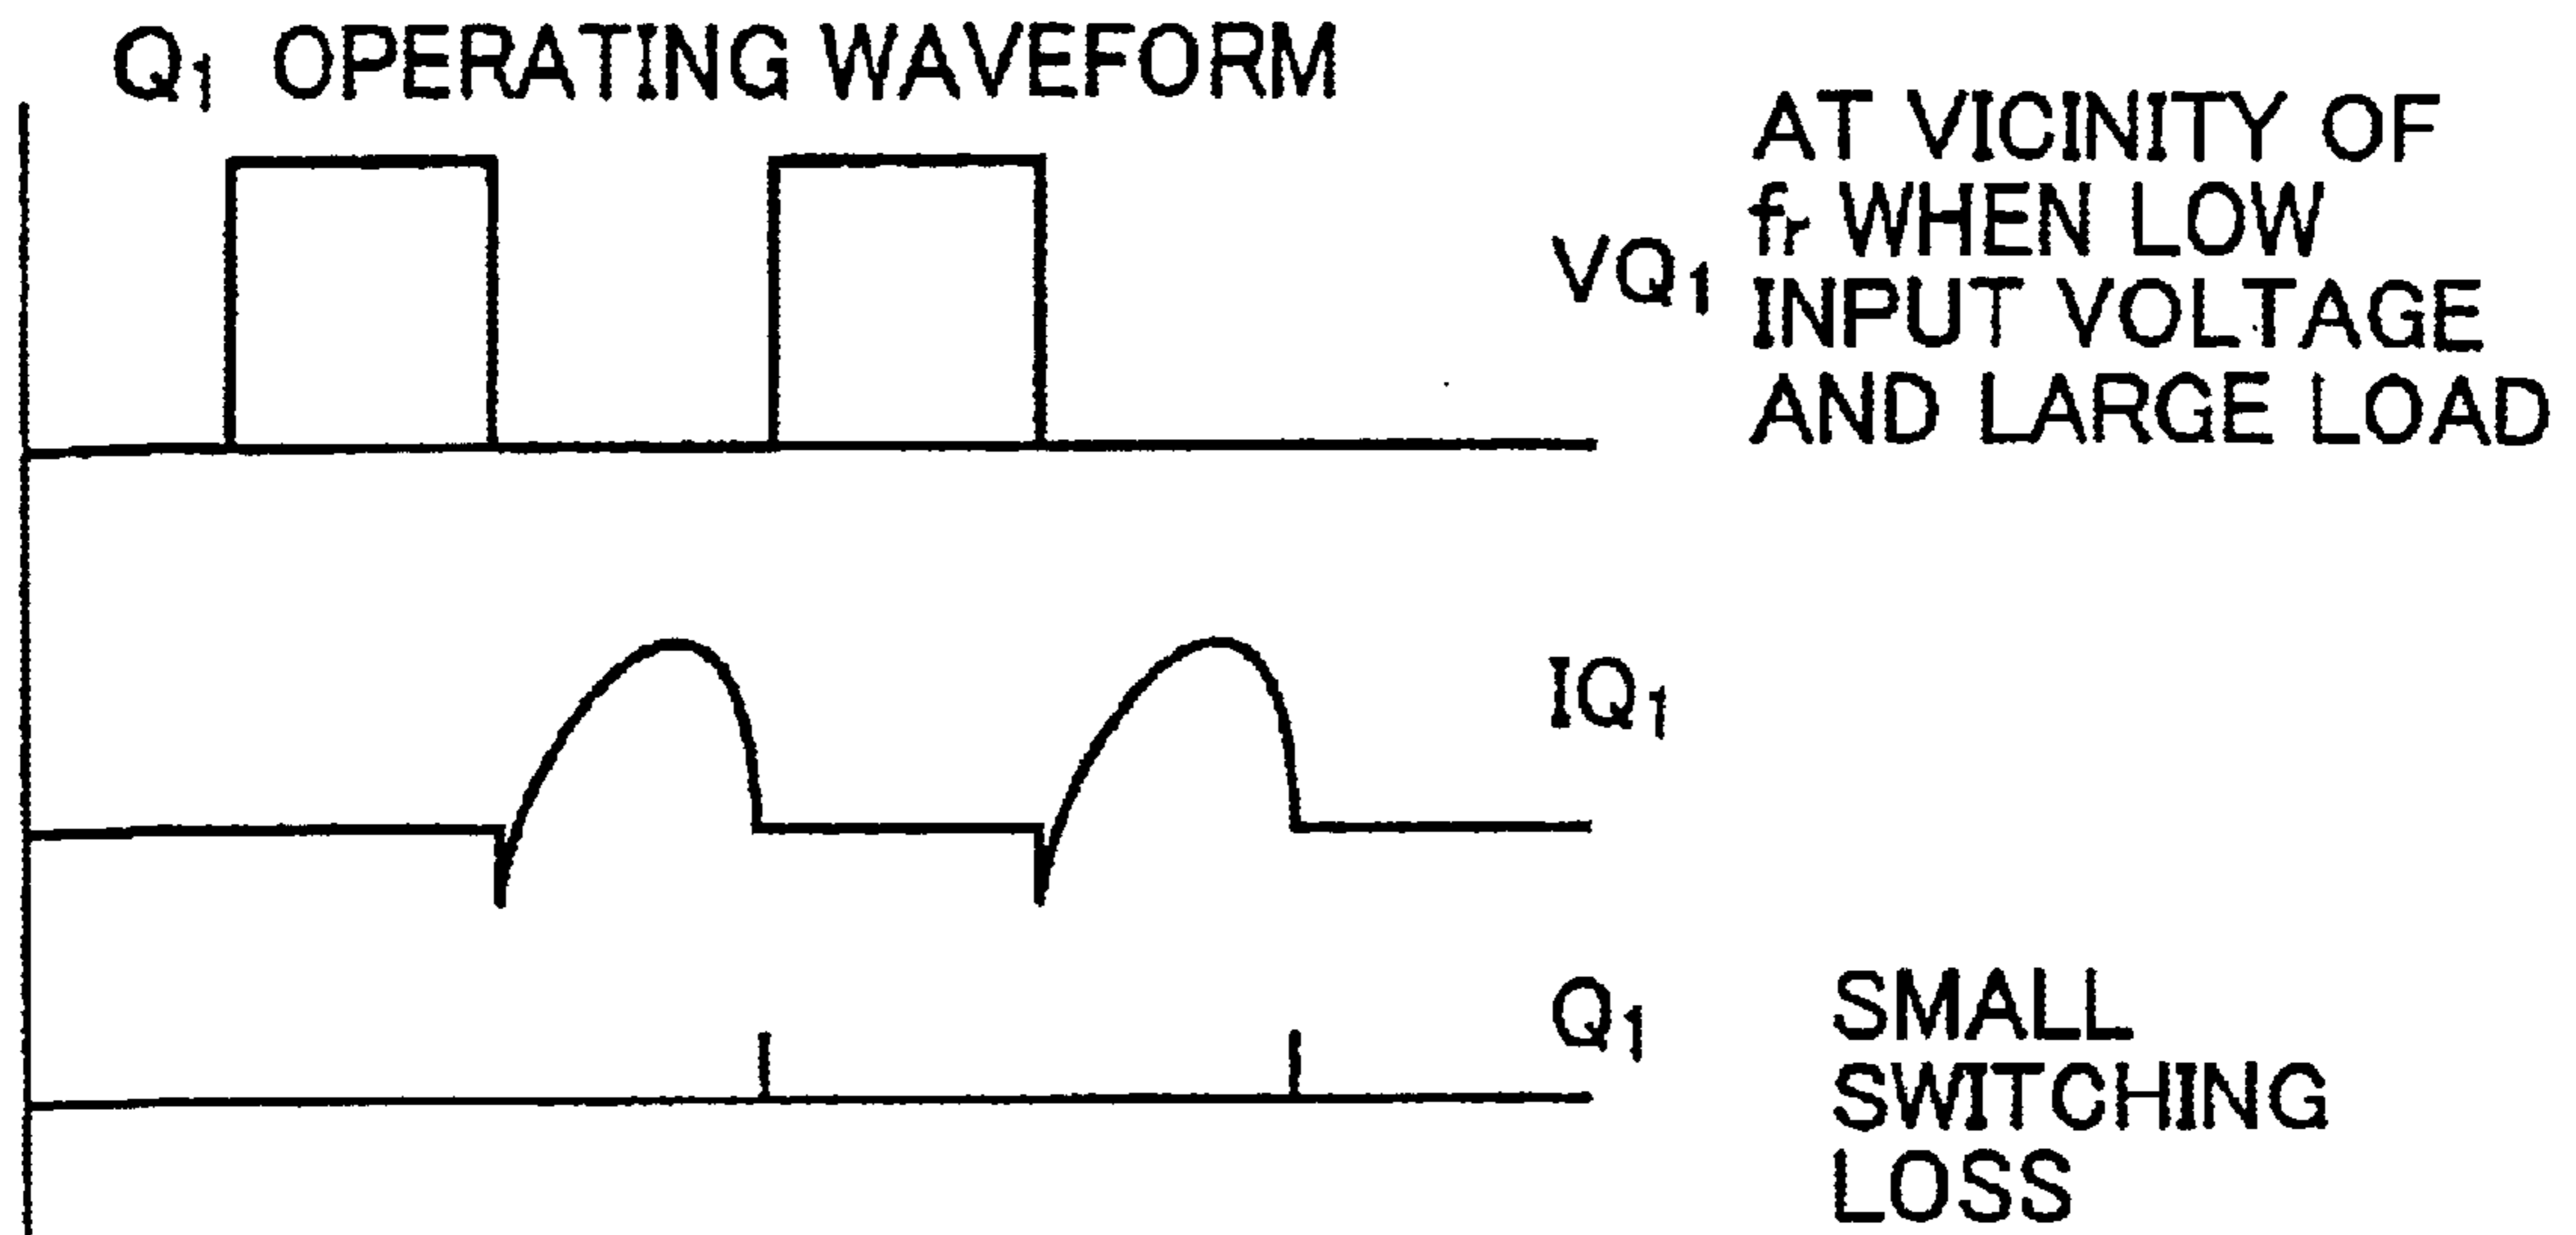 Q1 OPERATING WAVEFORM
AT VICINITY OF
fr WHEN LOW
INPUT VOLTAGE
AND LARGE LOAD
VQ1
IQ1
Q1
SMALL
SWITCHING
LOSS